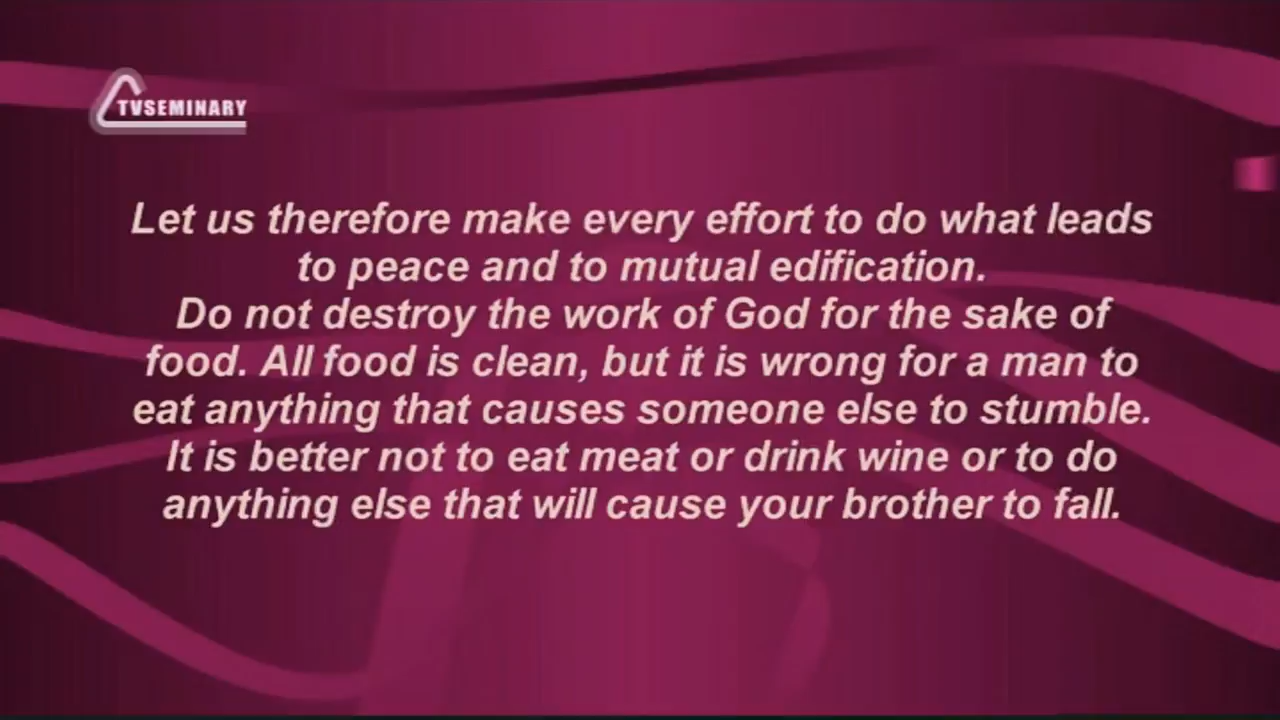 TVSEMINARY
Let us therefore make every effort to do what leads
to peace and to mutual edification.
Do not destroy the work of God for the sake of
food. All food is clean, but it is wrong for a man to
eat anything that causes someone else to stumble.
It is better not to eat meat or drink wine or to do
anything else that will cause your brother to fall.